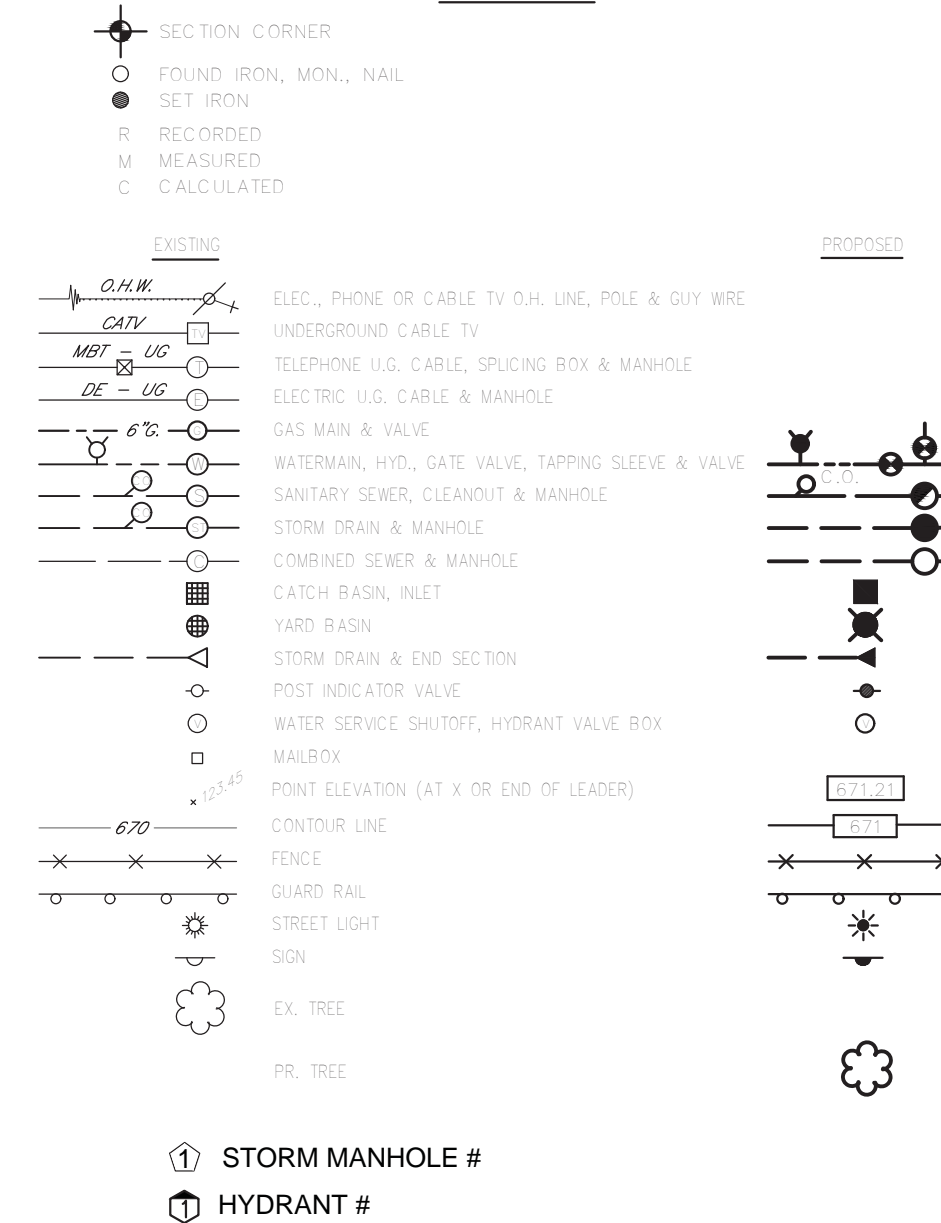 SECTION CORNER
FOUND IRON, MON., NAIL
SET IRON
R RECORDED
M MEASURED
C CALCULATED
EXISTING PROPOSED
O.H.W. ELEC., PHONE OR CABLE TV O.H. LINE, POLE & GUY WIRE
CATV TV UNDERGROUND CABLE TV
MBT - UG T TELEPHONE U.G. CABLE, SPLICING BOX & MANHOLE
DE - UG E ELECTRIC U.G. CABLE & MANHOLE
6"G. G GAS MAIN & VALVE
W WATERMAIN, HYD., GATE VALVE, TAPPING SLEEVE & VALVE
C.O. S SANITARY SEWER, CLEANOUT & MANHOLE C.O.
C.O. ST STORM DRAIN & MANHOLE
C COMBINED SEWER & MANHOLE
CATCH BASIN, INLET
YARD BASIN
STORM DRAIN & END SECTION
POST INDICATOR VALVE
V WATER SERVICE SHUTOFF, HYDRANT VALVE BOX V
MAILBOX
x 123.45 POINT ELEVATION (AT X OR END OF LEADER) 671.21
670 CONTOUR LINE 671
FENCE
GUARD RAIL
STREET LIGHT
SIGN
EX. TREE
PR. TREE
1 STORM MANHOLE #
1 HYDRANT #